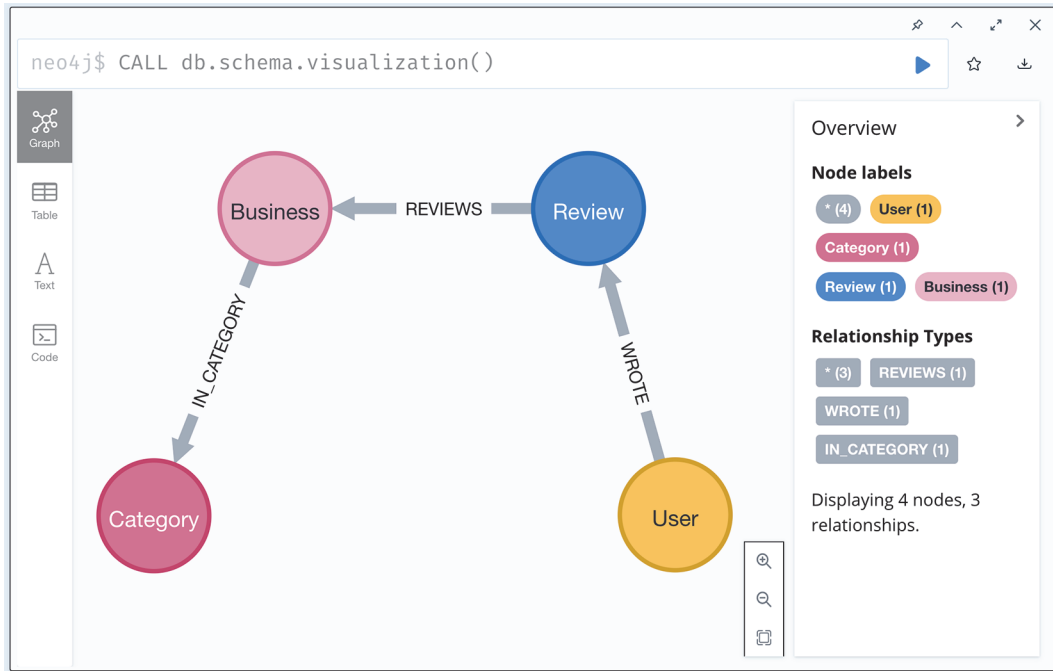 neo4j$ CALL db.schema.visualization()
Graph
Table
Text
Code
Business
REVIEWS
Review
IN_CATEGORY
WROTE
Category
User
Overview
Node labels
* (4) User (1)
Category (1)
Review (1) Business (1)
Relationship Types
* (3) REVIEWS (1)
WROTE (1)
IN_CATEGORY (1)
Displaying 4 nodes, 3
relationships.